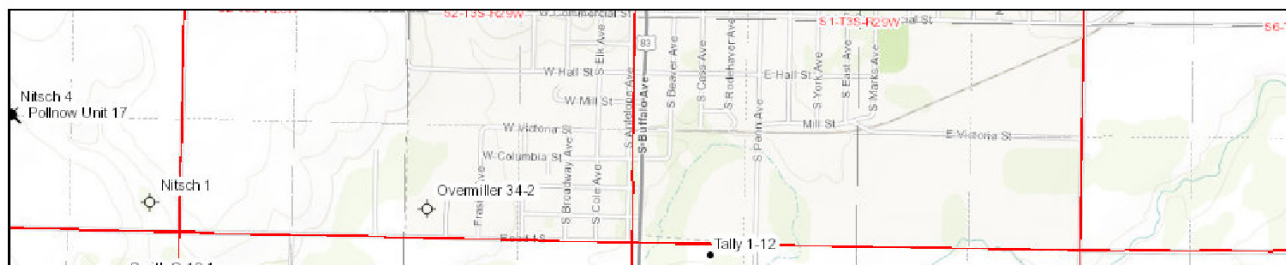 S2-T3S-R29W
W Commercial St
S1-T3S-R29W
S Elk Ave
83
W Hall St
E Hall St
S Antelope Ave
S Buffalo Ave
S Beaver Ave
S Cass Ave
S Rodehaver Ave
S York Ave
S East Ave
S Marks Ave
Nitsch 4
Pollnow Unit 17
W Mill St
Mill St
W Victoria St
E Victoria St
S Penn Ave
W Columbia St
S Broadway Ave
S Cole Ave
Nitsch 1
Overmiller 34-2
Tally 1-12